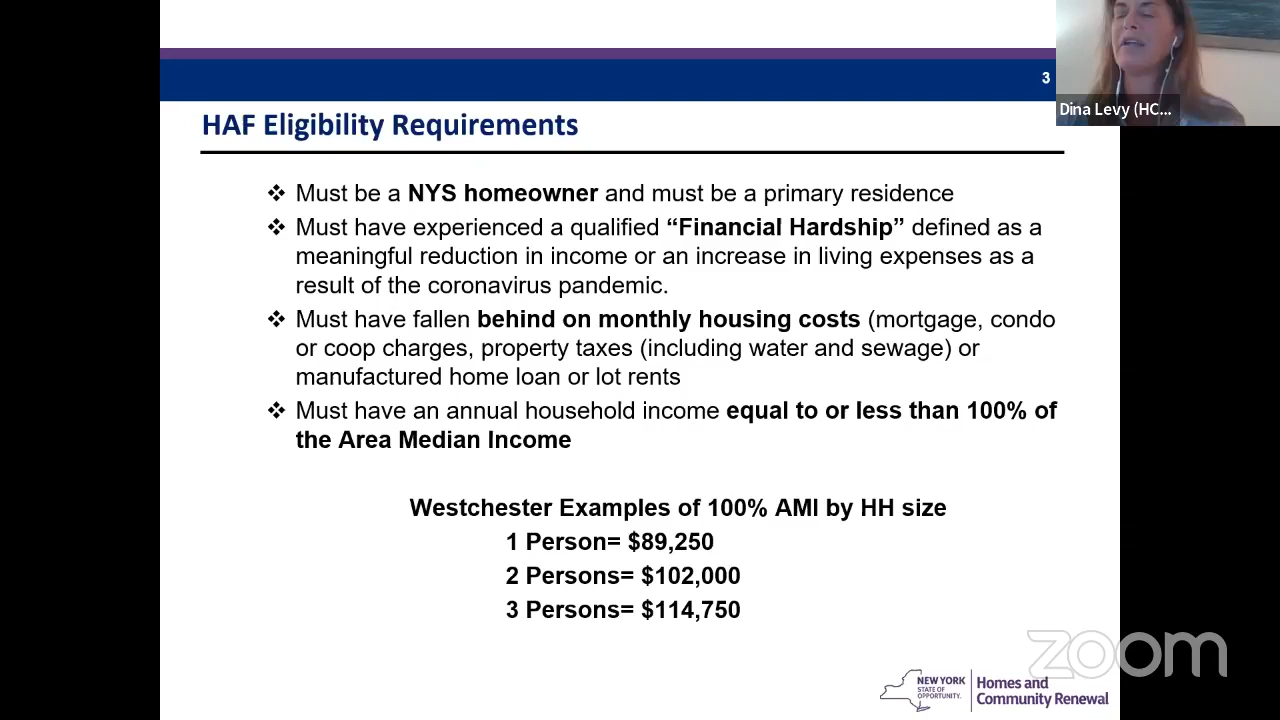 3
Dina Levy (HC...
HAF Eligibility Requirements
❖ Must be a NYS homeowner and must be a primary residence
❖ Must have experienced a qualified “Financial Hardship” defined as a
meaningful reduction in income or an increase in living expenses as a
result of the coronavirus pandemic.
❖ Must have fallen behind on monthly housing costs (mortgage, condo
or coop charges, property taxes (including water and sewage) or
manufactured home loan or lot rents
❖ Must have an annual household income equal to or less than 100% of
the Area Median Income
Westchester Examples of 100% AMI by HH size
1 Person= $89,250
2 Persons= $102,000
3 Persons= $114,750
zoom
NEW YORK
STATE OF
OPPORTUNITY.
Homes and
Community Renewal